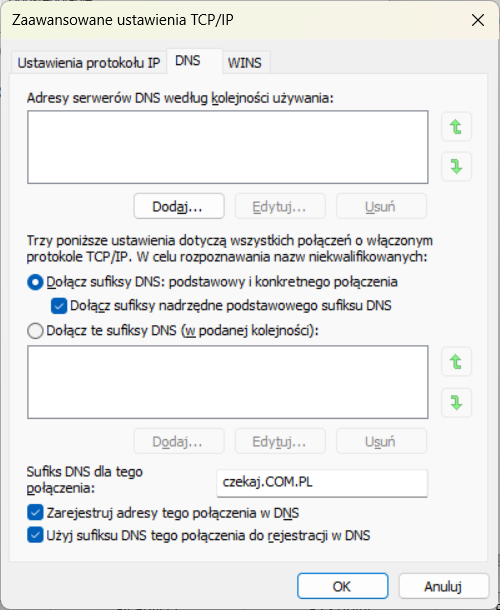 Zaawansowane ustawienia TCP/IP
Ustawienia protokołu IP
DNS
WINS
Adresy serwerów DNS według kolejności używania:
Dodaj...
Edytuj...
Usuń
Trzy poniższe ustawienia dotyczą wszystkich połączeń o włączonym
protokole TCP/IP. W celu rozpoznawania nazw niekwalifikowanych:
Dołącz sufiksy DNS: podstawowy i konkretnego połączenia
Dołącz sufiksy nadrzędne podstawowego sufiksu DNS
Dołącz te sufiksy DNS (w podanej kolejności):
Dodaj...
Edytuj...
Usuń
Sufiks DNS dla tego
połączenia:
czekaj.COM.PL
Zarejestruj adresy tego połączenia w DNS
Użyj sufiksu DNS tego połączenia do rejestracji w DNS
OK
Anuluj